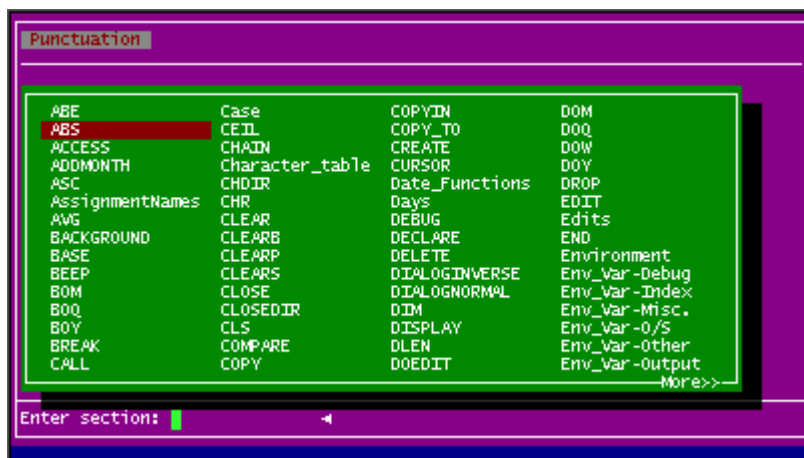 Punctuation
ABE Case COPYIN DOM
ABS CEIL COPY_TO DOQ
ACCESS CHAIN CREATE DOW
ADDMONTH Character_table CURSOR DOY
ASC CHDIR Date_Functions DROP
AssignmentNames CHR Days EDIT
AVG CLEAR DEBUG Edits
BACKGROUND CLEARB DECLARE END
BASE CLEARP DELETE Environment
BEEP CLEARS DIALOGINVERSE Env_Var-Debug
BOM CLOSE DIALOGNORMAL Env_Var-Index
BOQ CLOSEDIR DIM Env_Var-Misc.
BOY CLS DISPLAY Env_Var-O/S
BREAK COMPARE DLEN Env_Var-Other
CALL COPY DOEDIT Env_Var-Output
More>>
Enter section: